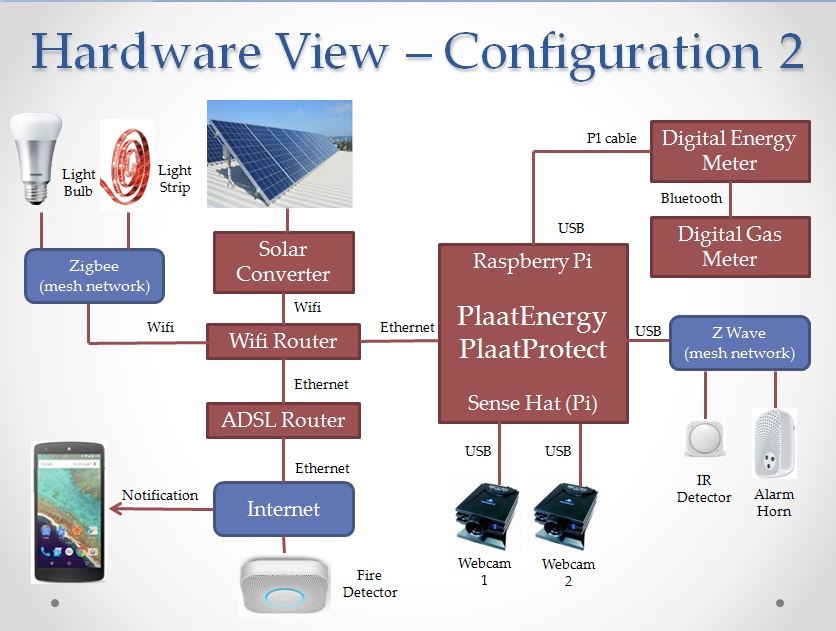 Hardware View – Configuration 2
Light
Bulb
Light
Strip
P1 cable
Digital Energy
Meter
Bluetooth
Digital Gas
Meter
USB
Zigbee
(mesh network)
Solar
Converter
Wifi
Wifi
Wifi Router
Ethernet
Raspberry Pi
PlaatEnergy
PlaatProtect
Sense Hat (Pi)
USB
Z Wave
(mesh network)
Ethernet
ADSL Router
Ethernet
USB
USB
IR
Detector
Alarm
Horn
Notification
Internet
Webcam
1
Webcam
2
Fire
Detector